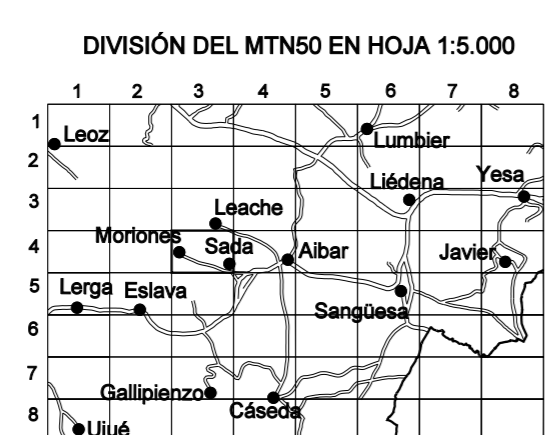 DIVISIÓN DEL MTN50 EN HOJA 1:5.000
1 2 3 4 5 6 7 8
1
Leoz
Lumbier
2
Liédena
Yesa
3
Leache
Moriones
4
Sada
Aibar
Javier
5
Lerga
Eslava
Sangüesa
6
7
Gallipienzo
Cáseda
8
Ujué